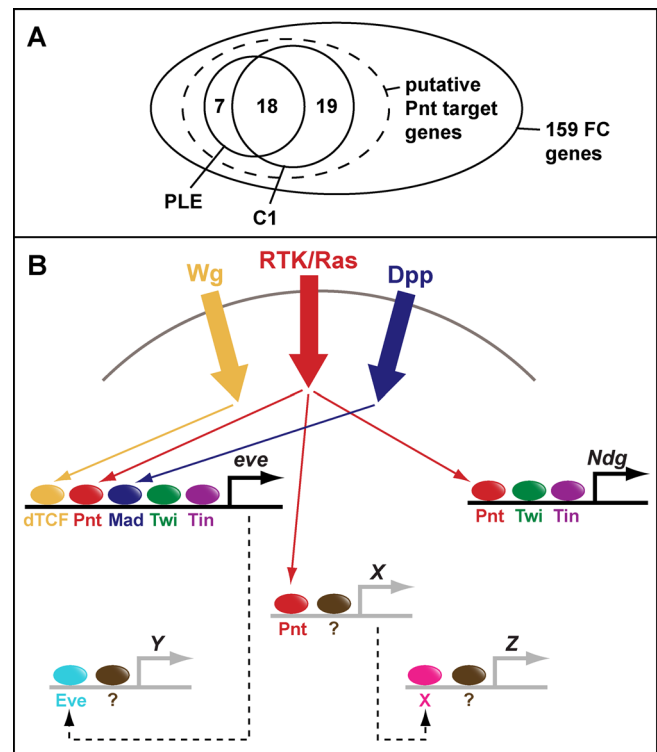 A
7 18 19
putative
Pnt target
genes
159 FC
genes
PLE
C1
B
Wg RTK/Ras Dpp
eve
dTCF Pnt Mad Twi Tin
Ndg
Pnt Twi Tin
X
Pnt ?
Y
Eve ?
Z
X ?